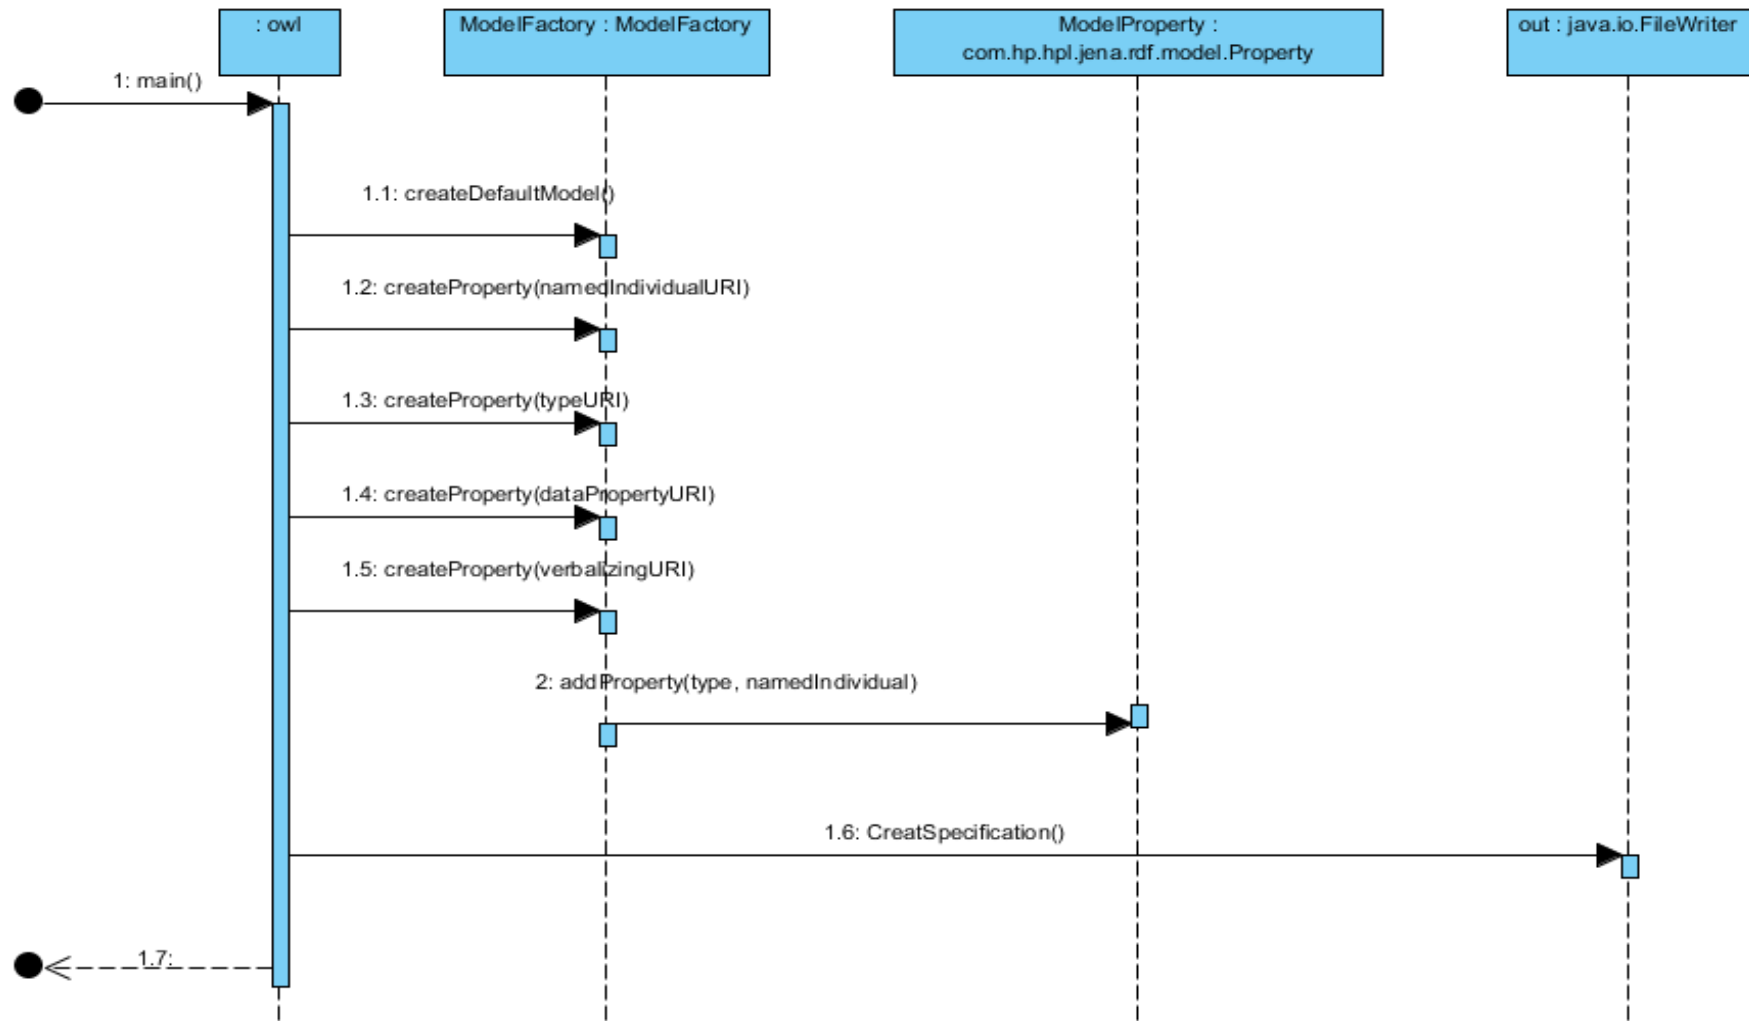 : owl
ModelFactory : ModelFactory
ModelProperty :
com.hp.hpl.jena.rdf.model.Property
out : java.io.FileWriter
1: main()
1.1: createDefaultModel()
1.2: createProperty(namedIndividualURI)
1.3: createProperty(typeURI)
1.4: createProperty(dataPropertyURI)
1.5: createProperty(verbalizingURI)
2: addProperty(type, namedIndividual)
1.6: CreatSpecification()
1.7: